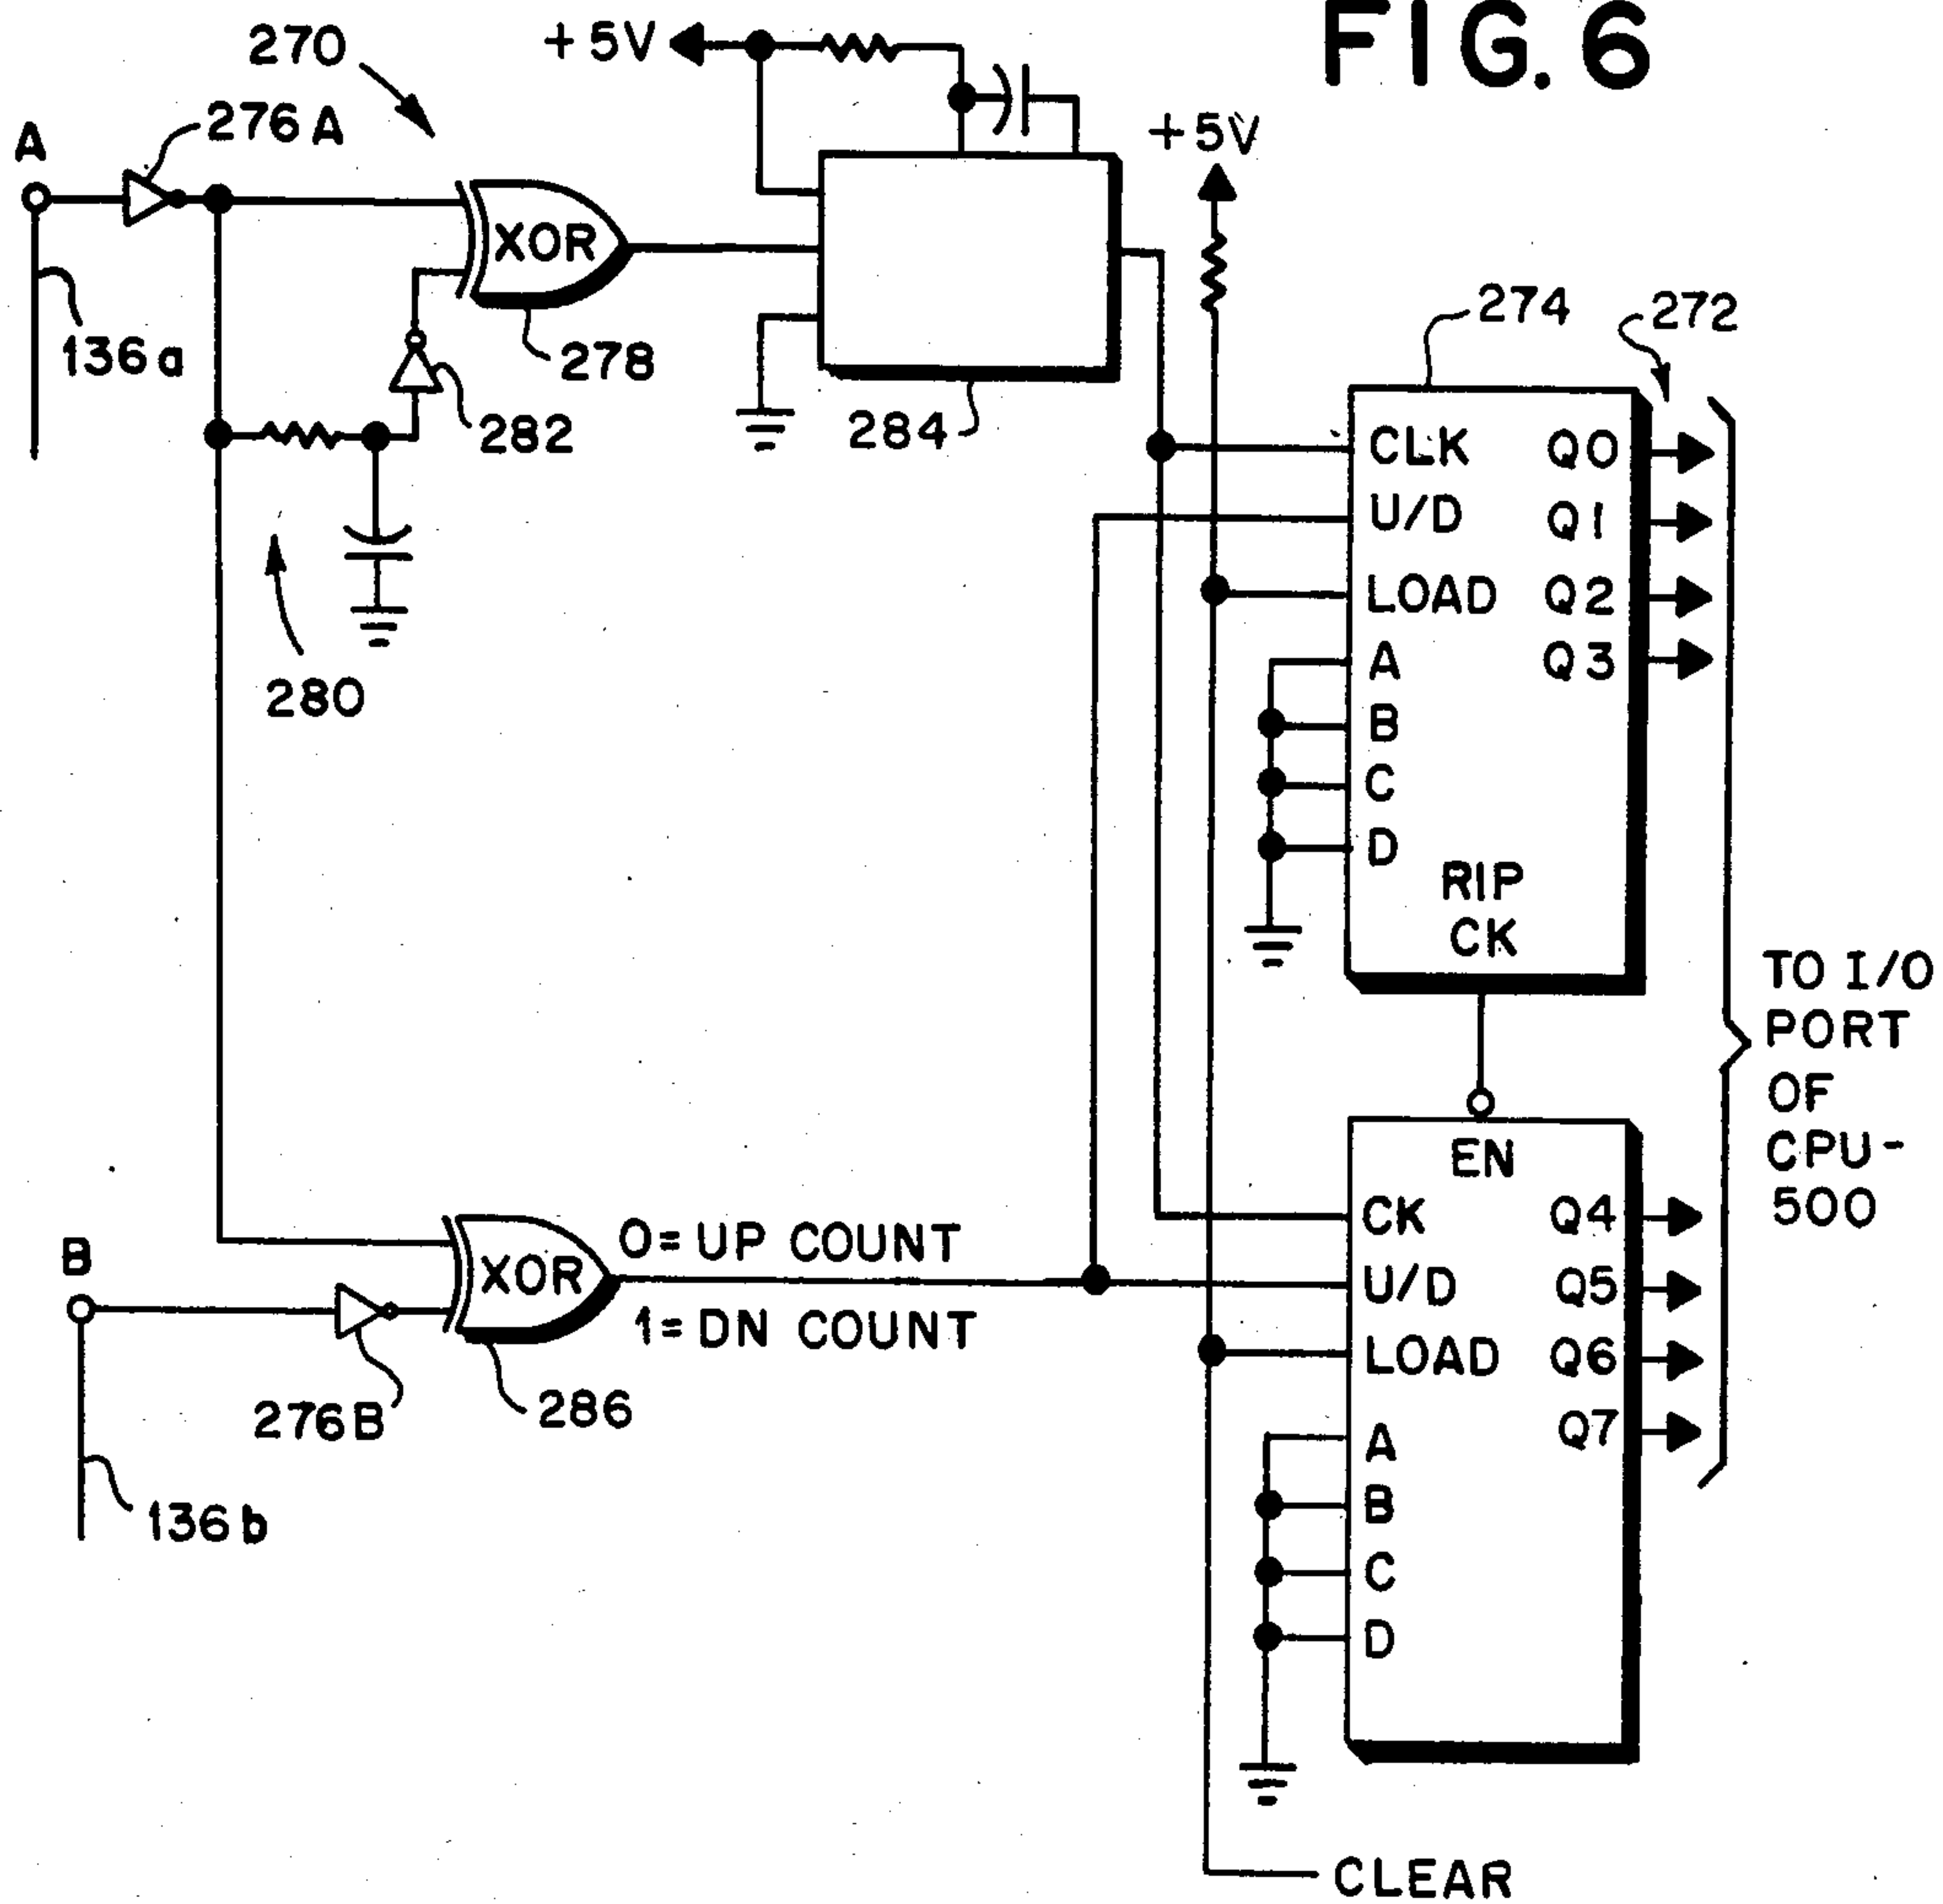 FIG. 6
270
+5V
276A
A
+5V
XOR
136a
278
282
284
280
274
272
CLK Q0
U/D Q1
LOAD Q2
A Q3
B
C
D
RIP
CK
TO I/O
PORT
OF
CPU-
500
EN
CK Q4
U/D Q5
LOAD Q6
A Q7
B
C
D
B
XOR
0= UP COUNT
1= DN COUNT
276B
286
136b
CLEAR